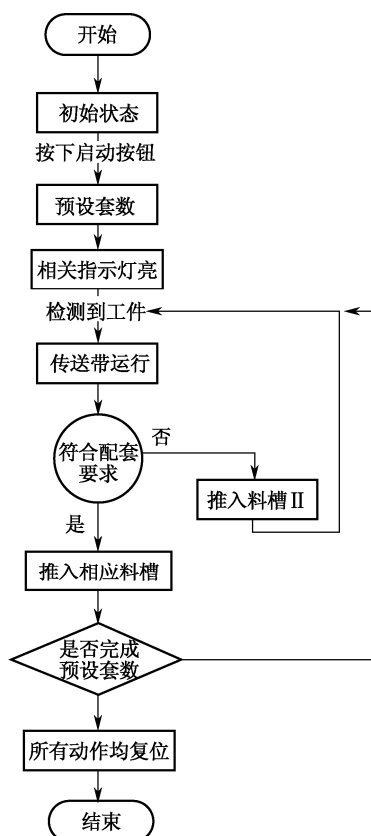 开始
初始状态
按下启动按钮
预设套数
相关指示灯亮
检测到工件
传送带运行
符合配套
要求
否
推入料槽Ⅱ
是
推入相应料槽
是否完成
预设套数
所有动作均复位
结束